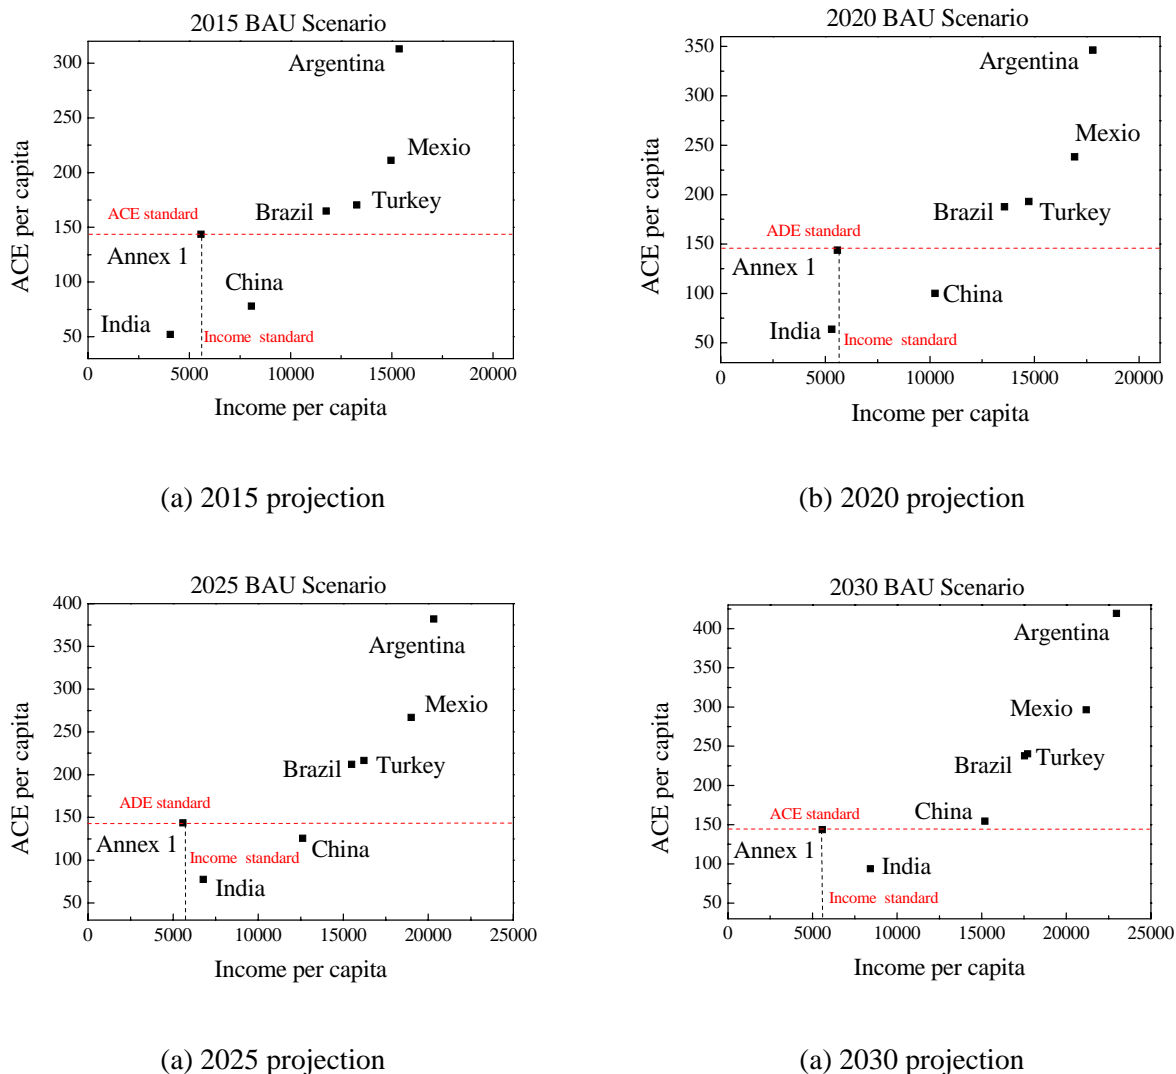 2015 BAU Scenario
300
250
200
150
100
50
0 5000 10000 15000 20000
ACE per capita
Income per capita
Argentina
Mexio
Brazil
Turkey
ACE standard
Annex 1
China
India
Income standard
(a) 2015 projection
2020 BAU Scenario
350
300
250
200
150
100
50
0 5000 10000 15000 20000
ACE per capita
Income per capita
Argentina
Mexio
Brazil
Turkey
ADE standard
Annex 1
China
India
Income standard
(b) 2020 projection
2025 BAU Scenario
400
350
300
250
200
150
100
50
0 5000 10000 15000 20000 25000
ACE per capita
Income per capita
Argentina
Mexio
Brazil
Turkey
ADE standard
Annex 1
China
Income standard
India
(a) 2025 projection
2030 BAU Scenario
400
350
300
250
200
150
100
50
0 5000 10000 15000 20000 25000
ACE per capita
Income per capita
Argentina
Mexio
Brazil
Turkey
ACE standard
China
Annex 1
India
Income standard
(a) 2030 projection